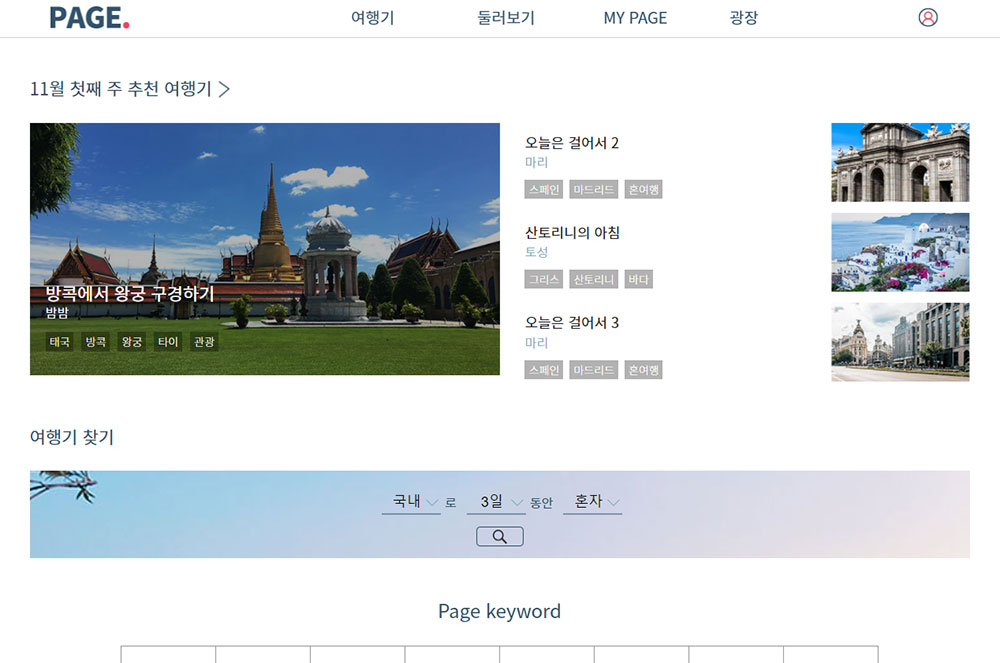 PAGE.
여행기 둘러보기 MY PAGE 광장
11월 첫째 주 추천 여행기
방콕에서 왕궁 구경하기
밤밤
태국 방콕 왕궁 타이 관광
오늘은 걸어서 2
마리
스페인 마드리드 혼여행
산토리니의 아침
토성
그리스 산토리니 바다
오늘은 걸어서 3
마리
스페인 마드리드 혼여행
여행기 찾기
국내 로 3일 동안 혼자
Page keyword